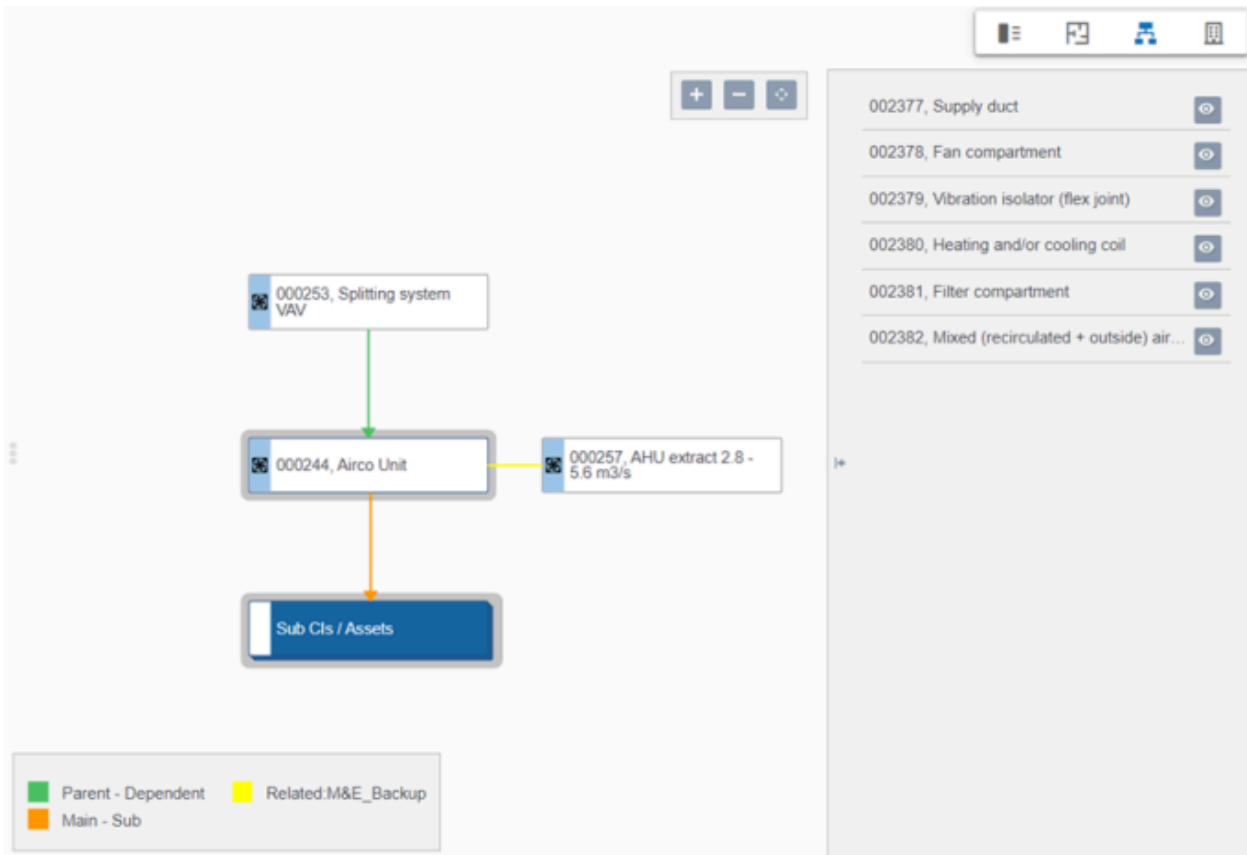 002377, Supply duct
002378, Fan compartment
002379, Vibration isolator (flex joint)
002380, Heating and/or cooling coil
002381, Filter compartment
002382, Mixed (recirculated + outside) air...
000253, Splitting system
VAV
000244, Airco Unit
000257, AHU extract 2.8 -
5.6 m3/s
Sub CIs / Assets
Parent - Dependent
Related:M&E_Backup
Main - Sub